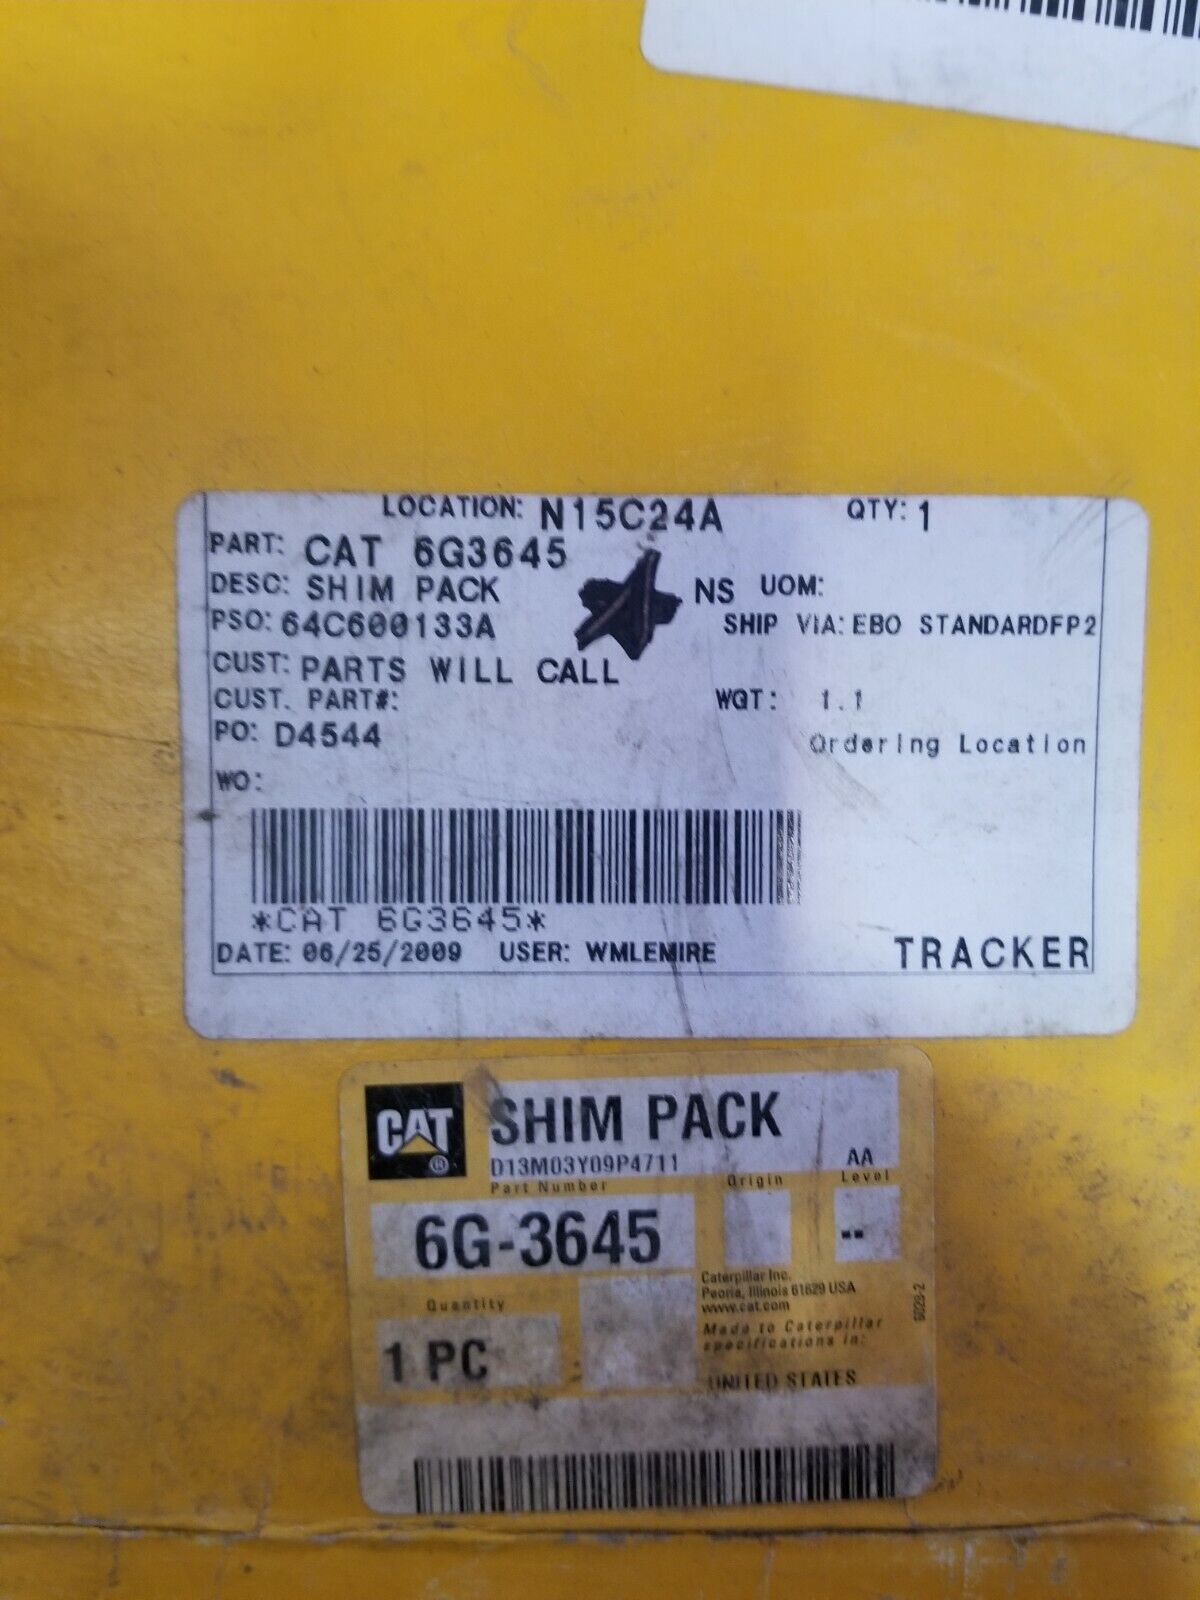 LOCATION: N15C24A QTY: 1
PART: CAT 6G3645
DESC: SHIM PACK NS UOM:
PSO: 64C600133A SHIP VIA: EBO STANDARDFP2
CUST: PARTS WILL CALL
CUST. PART#: WGT: 1.1
PO: D4544 Ordering Location
WO:
*CAT 6G3645*
DATE: 06/25/2009 USER: WMLEMIRE TRACKER
CAT SHIM PACK
D13M03Y09P4711 AA
Part Number Origin Level
6G-3645 --
Caterpillar Inc.
Peoria, Illinois 61629 USA
www.cat.com
6028-2
Quantity
Made to Caterpillar
specifications in:
1 PC
UNITED STATES